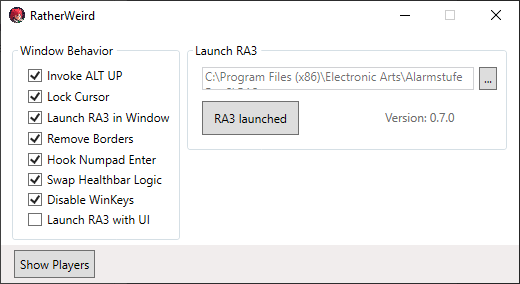 RatherWeird
Window Behavior
Invoke ALT UP
Lock Cursor
Launch RA3 in Window
Remove Borders
Hook Numpad Enter
Swap Healthbar Logic
Disable WinKeys
Launch RA3 with UI
Launch RA3
C:\Program Files (x86)\Electronic Arts\Alarmstufe
...
RA3 launched
Version: 0.7.0
Show Players